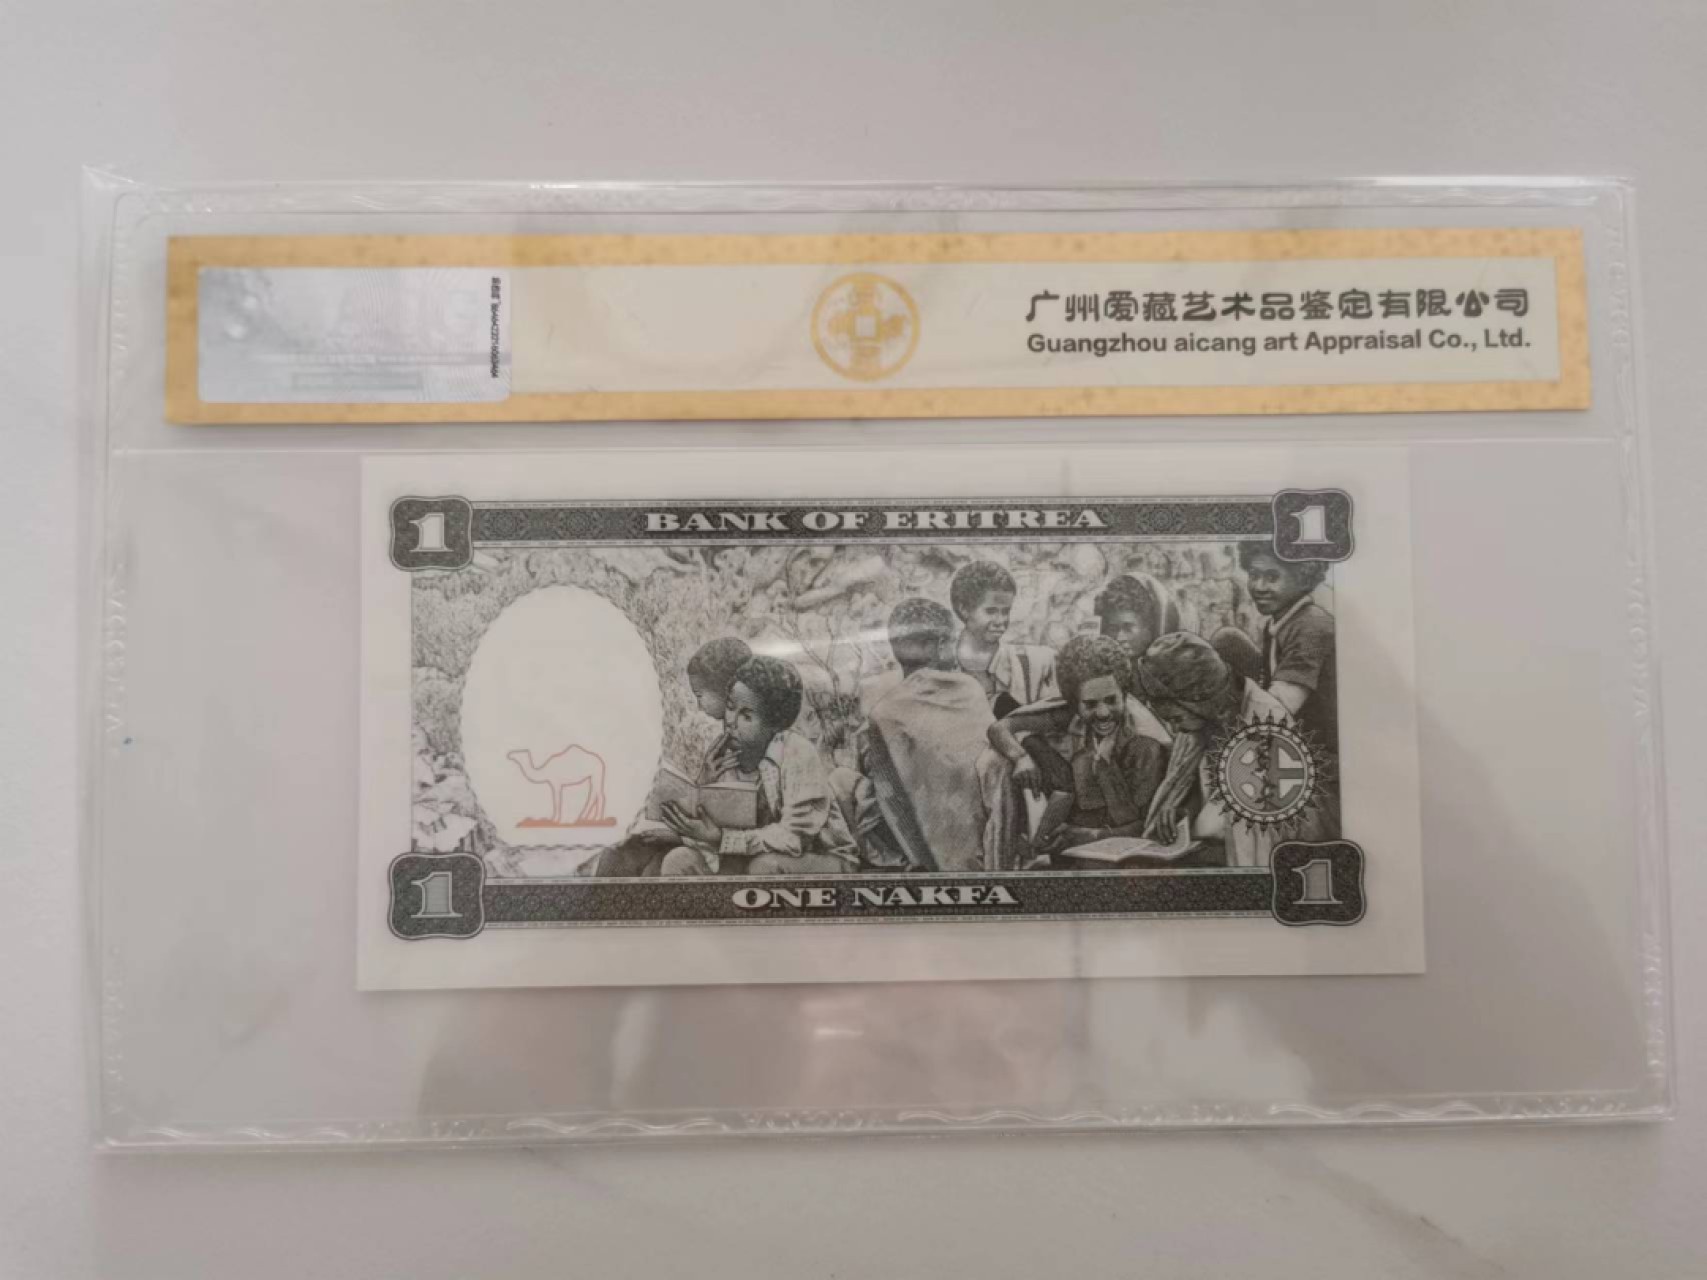 广州爱藏艺术品鉴定有限公司
Guangzhou aicang art Appraisal Co., Ltd.
1 BANK OF ERITREA 1
1 ONE NAKFA 1